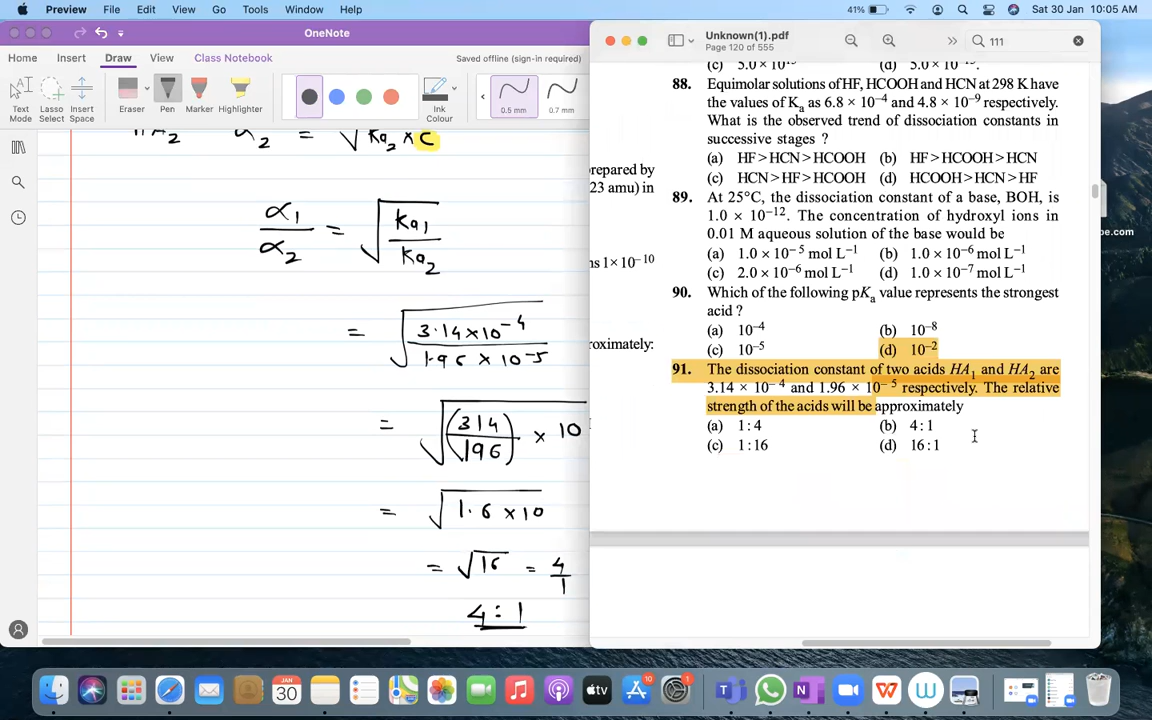 Preview File Edit View Go Tools Window Help 41% Sat 30 Jan 10:05 AM
OneNote
Home Insert Draw View Class Notebook Saved offline (sign-in required)
Text Mode
Lasso Select
Insert Space
Eraser
Pen
Marker
Highlighter
0.5 mm
0.7 mm
Ink Colour
α2 = √Ka2 × C
α1/α2 = √Ka1/Ka2
= √3.14×10-4/1.96 × 10-5
= √(314/196) × 10
= √1.6 × 10
= √16 = 4/1
4 : 1
repared by
23 amu) in
ns 1×10–10
roximately:
Unknown(1).pdf
Page 120 of 555
111
88. Equimolar solutions of HF, HCOOH and HCN at 298 K have
the values of Ka as 6.8 × 10–4 and 4.8 × 10–9 respectively.
What is the observed trend of dissociation constants in
successive stages ?
(a) HF > HCN > HCOOH (b) HF > HCOOH > HCN
(c) HCN > HF > HCOOH (d) HCOOH > HCN > HF
89. At 25°C, the dissociation constant of a base, BOH, is
1.0 × 10–12. The concentration of hydroxyl ions in
0.01 M aqueous solution of the base would be
(a) 1.0 × 10–5 mol L–1 (b) 1.0 × 10–6 mol L–1
(c) 2.0 × 10–6 mol L–1 (d) 1.0 × 10–7 mol L–1
90. Which of the following pKa value represents the strongest
acid ?
(a) 10–4 (b) 10–8
(c) 10–5 (d) 10–2
91. The dissociation constant of two acids HA1 and HA2 are
3.14 × 10–4 and 1.96 × 10–5 respectively. The relative
strength of the acids will be approximately
(a) 1 : 4 (b) 4 : 1
(c) 1 : 16 (d) 16 : 1
be.com
JAN
30
tv
10
1